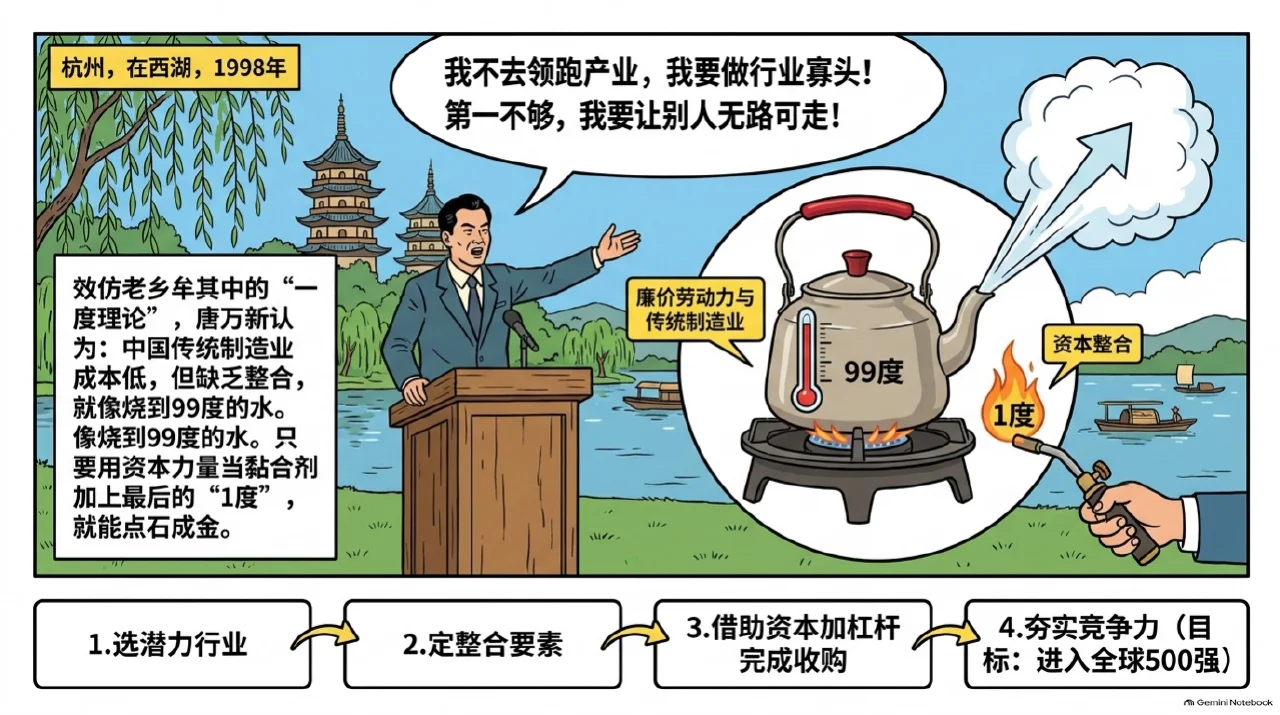 杭州，在西湖，1998年
我不去领跑产业，我要做行业寡头！
第一不够，我要让别人无路可走！
效仿老乡牟其中的“一
度理论”，唐万新认
为：中国传统制造业
成本低，但缺乏整合，
就像烧到99度的水。
像烧到99度的水。只
要用资本力量当黏合剂
加上最后的“1度”，
就能点石成金。
廉价劳动力与
传统制造业
99度
资本整合
1度
1.选潜力行业
2.定整合要素
3.借助资本加杠杆
完成收购
4.夯实竞争力（目
标：进入全球500强）
Gemini Notebook